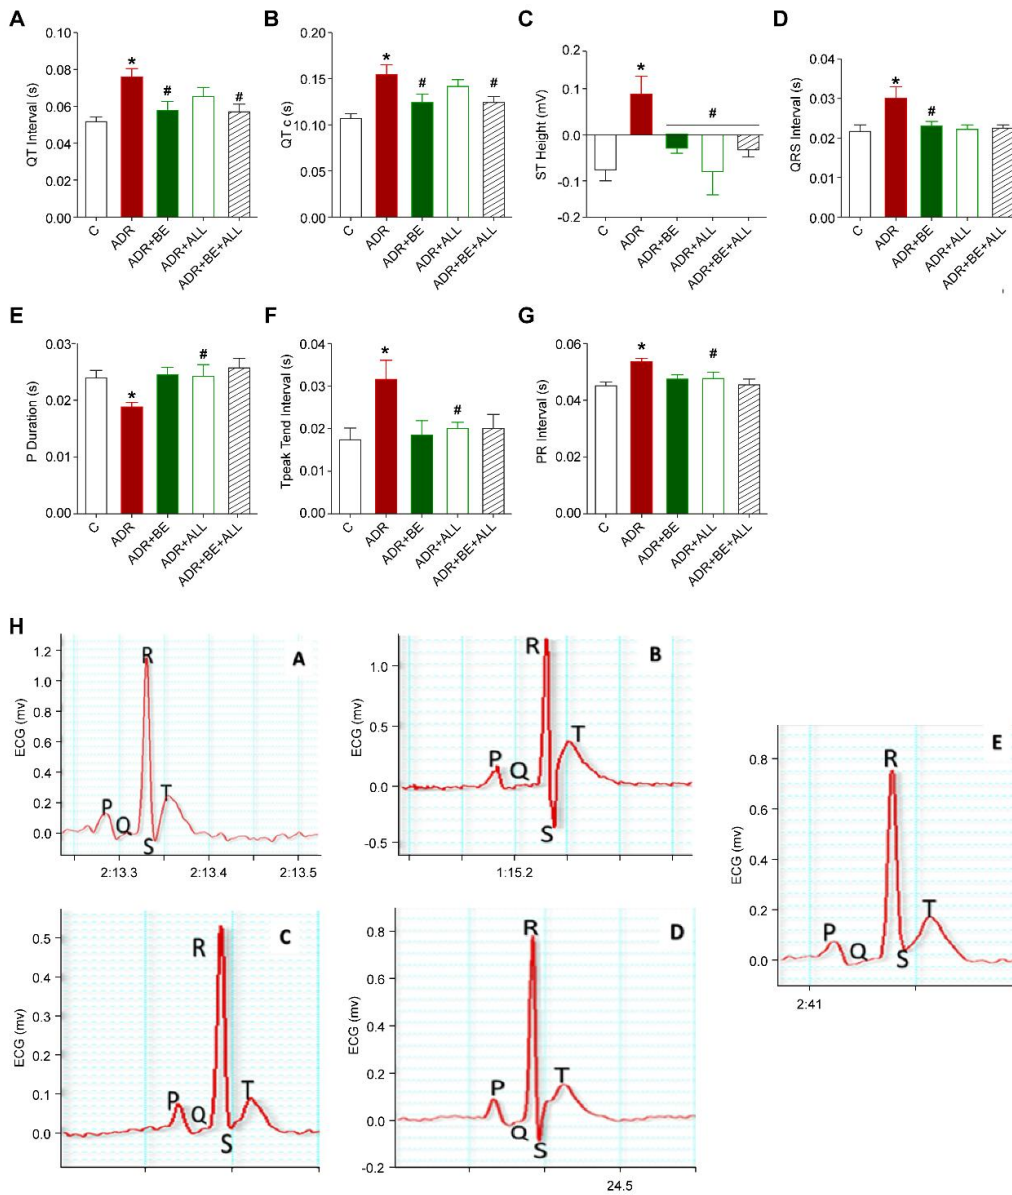 A
QT Interval (s)
0.10
0.08
0.06
0.04
0.02
0.00
*
#
#
C
ADR
ADR+BE
ADR+ALL
ADR+BE+ALL
B
QT c (s)
0.20
0.15
0.10
0.05
0.00
*
#
#
C
ADR
ADR+BE
ADR+ALL
ADR+BE+ALL
C
ST Height (mV)
0.2
0.1
0.0
-0.1
-0.2
*
#
C
ADR
ADR+BE
ADR+ALL
ADR+BE+ALL
D
QRS Interval (s)
0.04
0.03
0.02
0.01
0.00
*
#
C
ADR
ADR+BE
ADR+ALL
ADR+BE+ALL
E
P Duration (s)
0.03
0.02
0.01
0.00
*
#
C
ADR
ADR+BE
ADR+ALL
ADR+BE+ALL
F
Tpeak Tend Interval (s)
0.04
0.03
0.02
0.01
0.00
*
#
C
ADR
ADR+BE
ADR+ALL
ADR+BE+ALL
G
PR Interval (s)
0.06
0.04
0.02
0.00
*
#
C
ADR
ADR+BE
ADR+ALL
ADR+BE+ALL
H
A
ECG (mv)
1.2
1.0
0.8
0.6
0.4
0.2
0.0
P
Q
R
S
T
2:13.3 2:13.4 2:13.5
B
ECG (mv)
1.0
0.5
0.0
-0.5
P
Q
R
S
T
1:15.2
C
ECG (mv)
0.5
0.4
0.3
0.2
0.1
0.0
P
Q
R
S
T
D
ECG (mv)
0.8
0.6
0.4
0.2
0.0
-0.2
P
Q
R
S
T
24.5
E
ECG (mv)
0.8
0.6
0.4
0.2
0.0
P
Q
R
S
T
2:41